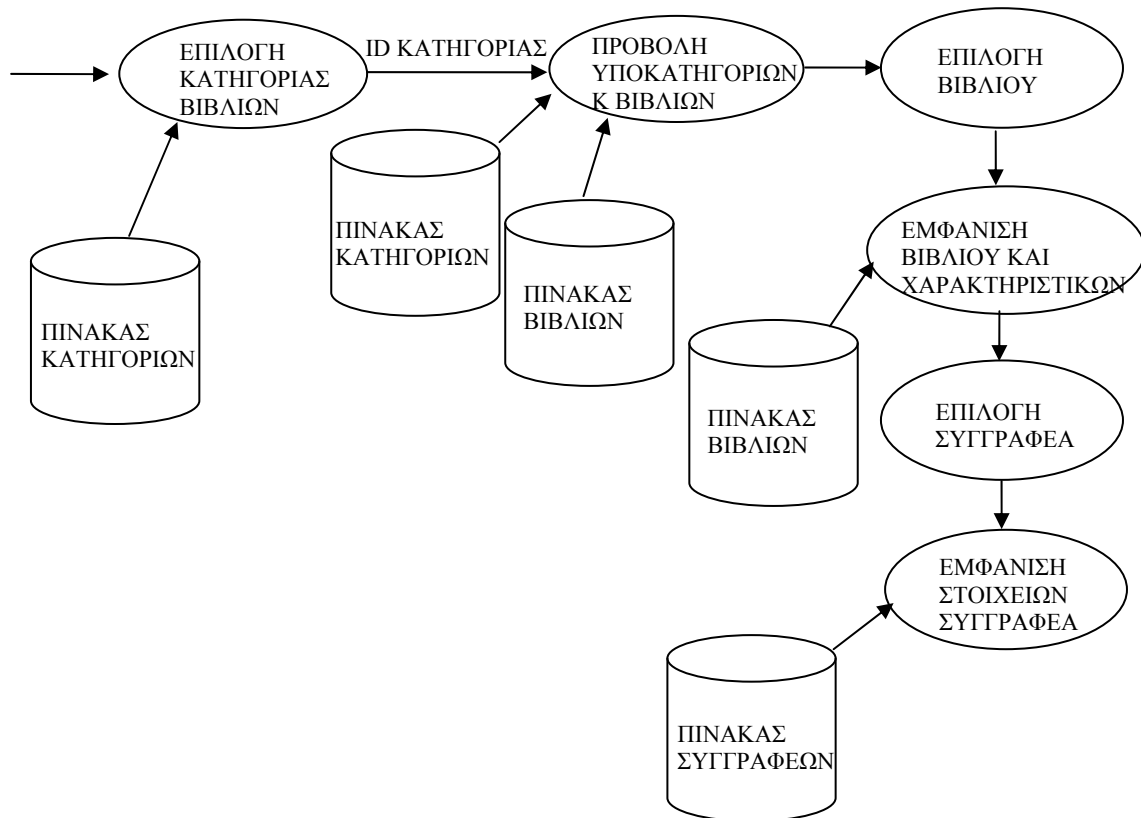 ΕΠΙΛΟΓΗ
ΚΑΤΗΓΟΡΙΑΣ
ΒΙΒΛΙΩΝ
ID ΚΑΤΗΓΟΡΙΑΣ
ΠΡΟΒΟΛΗ
ΥΠΟΚΑΤΗΓΟΡΙΩΝ
Κ ΒΙΒΛΙΩΝ
ΕΠΙΛΟΓΗ
ΒΙΒΛΙΟΥ
ΠΙΝΑΚΑΣ
ΚΑΤΗΓΟΡΙΩΝ
ΠΙΝΑΚΑΣ
ΚΑΤΗΓΟΡΙΩΝ
ΠΙΝΑΚΑΣ
ΒΙΒΛΙΩΝ
ΕΜΦΑΝΙΣΗ
ΒΙΒΛΙΟΥ ΚΑΙ
ΧΑΡΑΚΤΗΡΙΣΤΙΚΩΝ
ΠΙΝΑΚΑΣ
ΒΙΒΛΙΩΝ
ΕΠΙΛΟΓΗ
ΣΥΓΓΡΑΦΕΑ
ΕΜΦΑΝΙΣΗ
ΣΤΟΙΧΕΙΩΝ
ΣΥΓΓΡΑΦΕΑ
ΠΙΝΑΚΑΣ
ΣΥΓΓΡΑΦΕΩΝ